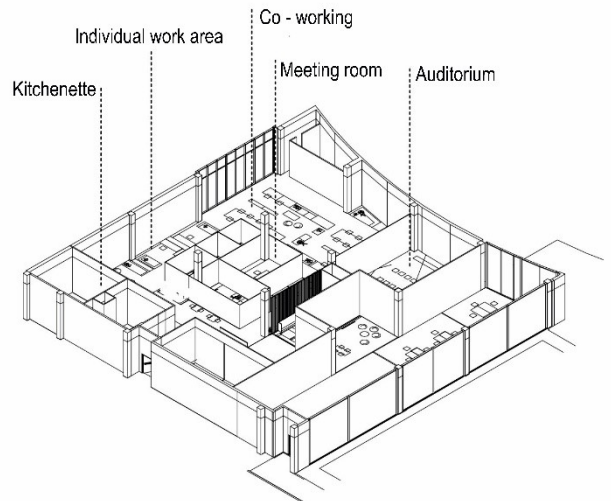 Co - working
Individual work area
Meeting room
Auditorium
Kitchenette